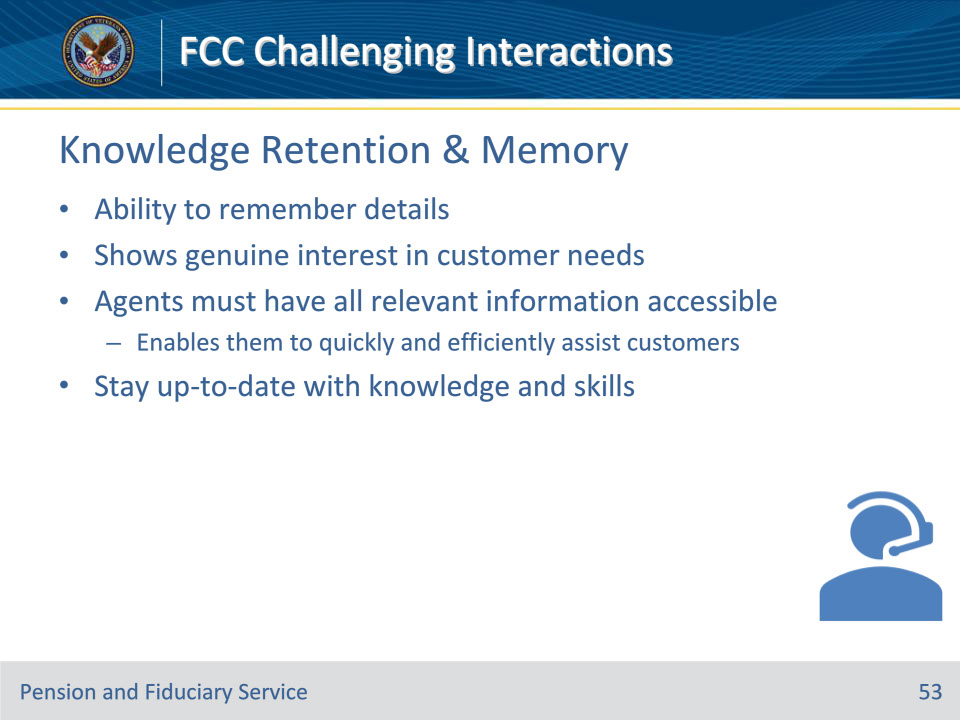 FCC Challenging Interactions
Knowledge Retention & Memory
• Ability to remember details
• Shows genuine interest in customer needs
• Agents must have all relevant information accessible
– Enables them to quickly and efficiently assist customers
• Stay up-to-date with knowledge and skills
Pension and Fiduciary Service
53